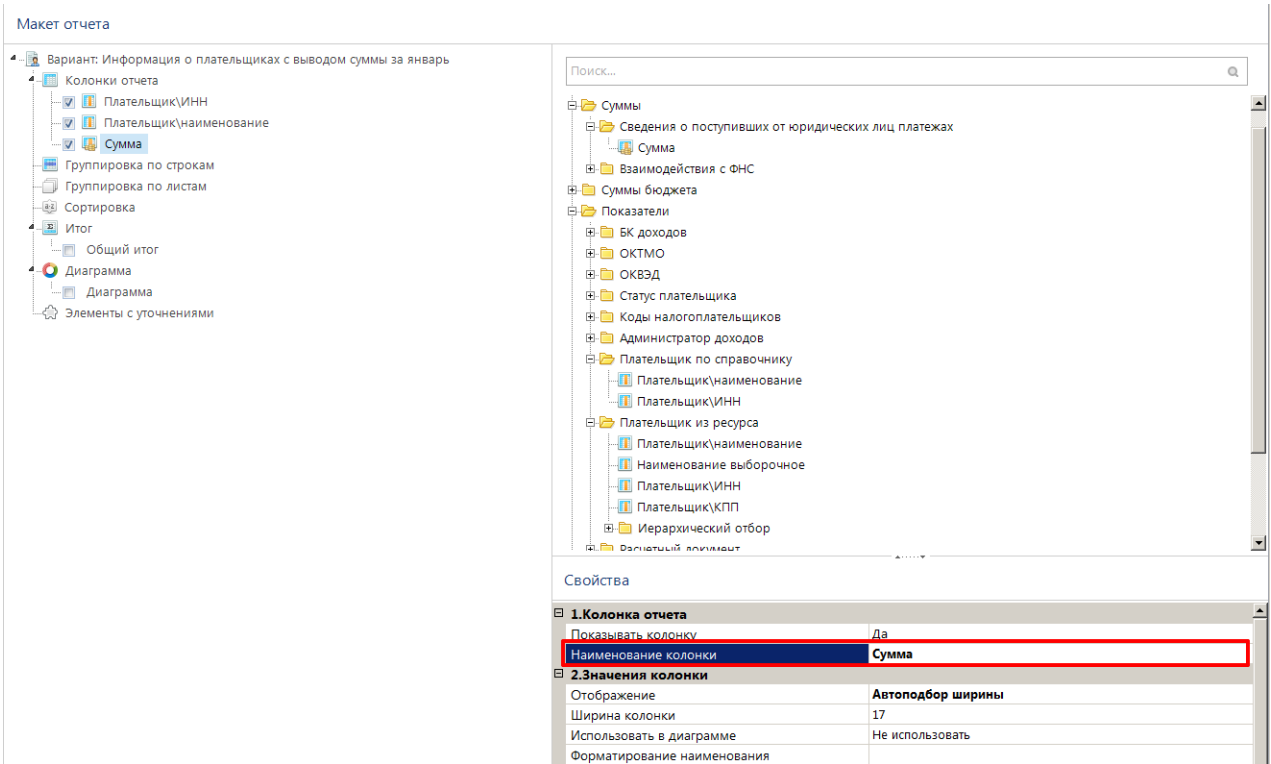 Макет отчета
Вариант: Информация о плательщиках с выводом суммы за январь
Колонки отчета
Плательщик\ИНН
Плательщик\наименование
Сумма
Группировка по строкам
Группировка по листам
Сортировка
Итог
Общий итог
Диаграмма
Диаграмма
Элементы с уточнениями
Поиск...
Суммы
Сведения о поступивших от юридических лиц платежах
Сумма
Взаимодействия с ФНС
Суммы бюджета
Показатели
БК доходов
ОКТМО
ОКВЭД
Статус плательщика
Коды налогоплательщиков
Администратор доходов
Плательщик по справочнику
Плательщик\наименование
Плательщик\ИНН
Плательщик из ресурса
Плательщик\наименование
Наименование выборочное
Плательщик\ИНН
Плательщик\КПП
Иерархический отбор
Расчетный документ
Свойства
1.Колонка отчета
Показывать колонку Да
Наименование колонки Сумма
2.Значения колонки
Отображение Автоподбор ширины
Ширина колонки 17
Использовать в диаграмме Не использовать
Форматирование наименования